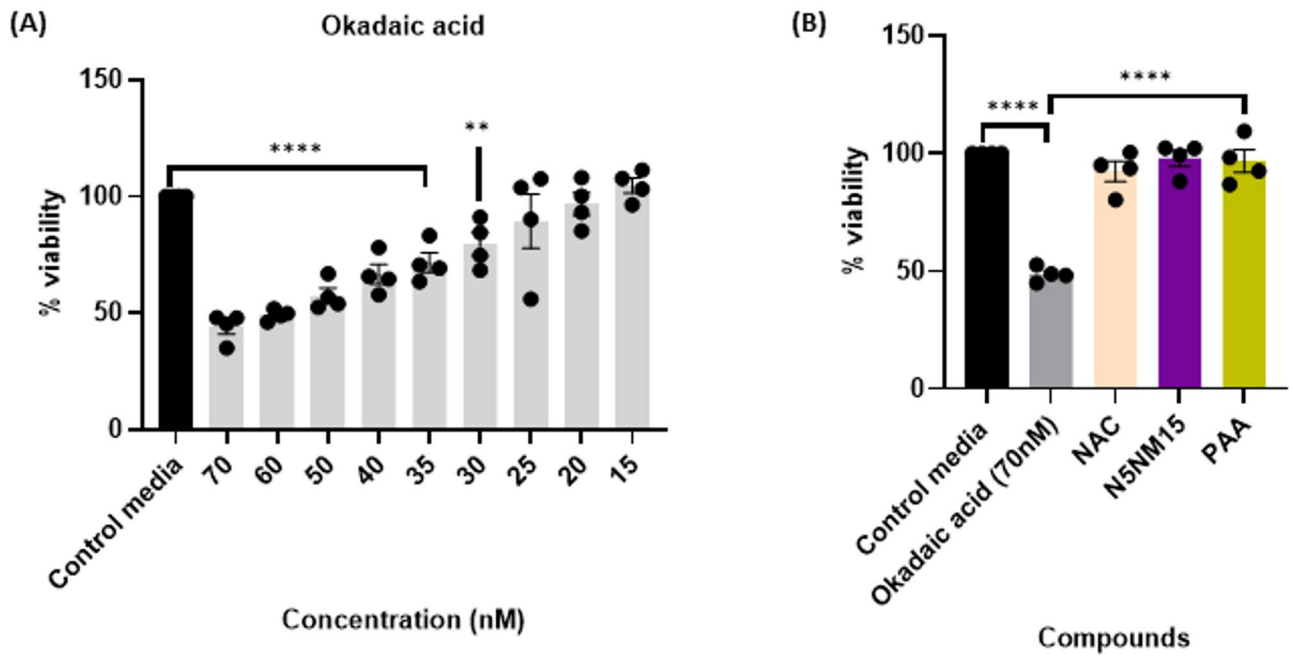 (A)
Okadaic acid
% viability
150
100
50
0
****
**
Control media
70
60
50
40
35
30
25
20
15
Concentration (nM)
(B)
% viability
150
100
50
0
****
****
Control media
Okadaic acid (70nM)
NAC
N5NM15
PAA
Compounds